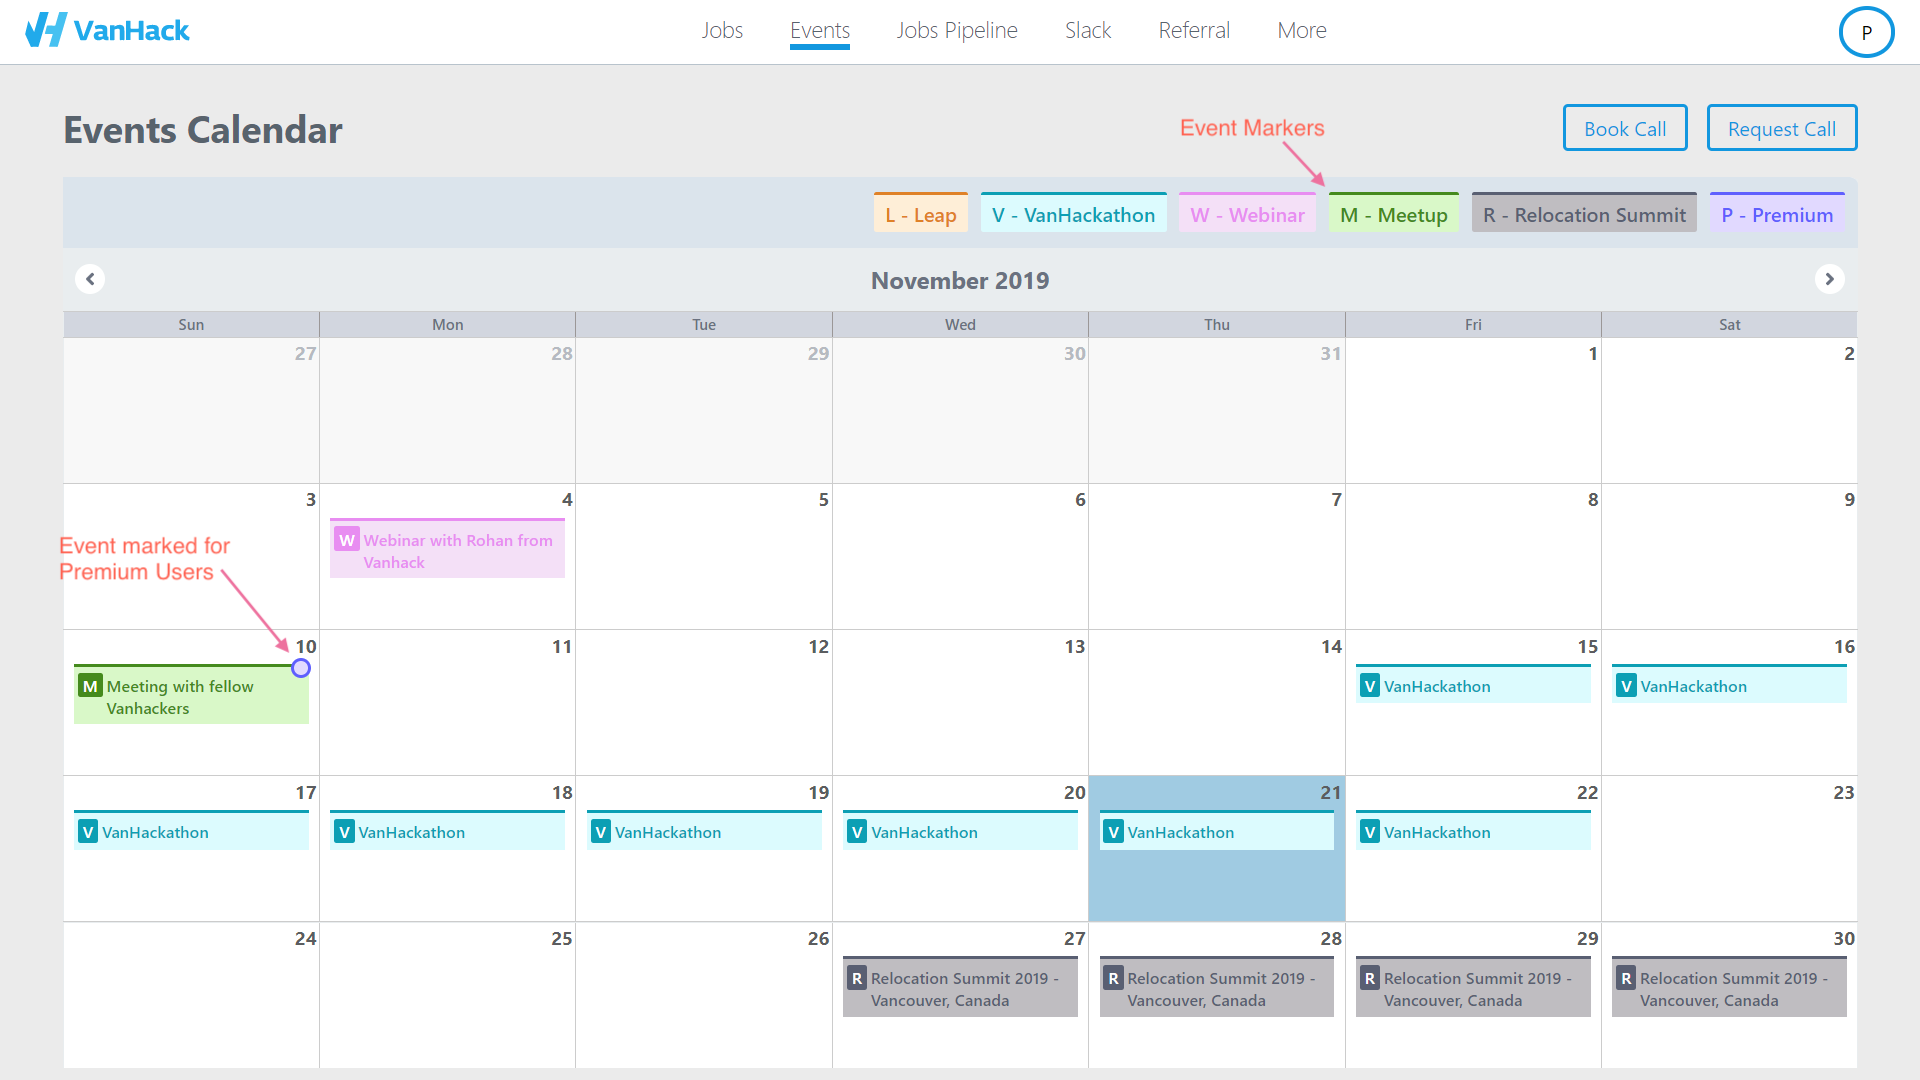 VanHack
Jobs
Events
Jobs Pipeline
Slack
Referral
More
P
Events Calendar
Event Markers
Book Call
Request Call
L - Leap
V - VanHackathon
W - Webinar
M - Meetup
R - Relocation Summit
P - Premium
November 2019
Sun
Mon
Tue
Wed
Thu
Fri
Sat
27
28
29
30
31
1
2
3
4
W Webinar with Rohan from
Vanhack
5
6
7
8
9
Event marked for
Premium Users
10
M Meeting with fellow
Vanhackers
11
12
13
14
15
V VanHackathon
16
V VanHackathon
17
V VanHackathon
18
V VanHackathon
19
V VanHackathon
20
V VanHackathon
21
V VanHackathon
22
V VanHackathon
23
24
25
26
27
R Relocation Summit 2019 -
Vancouver, Canada
28
R Relocation Summit 2019 -
Vancouver, Canada
29
R Relocation Summit 2019 -
Vancouver, Canada
30
R Relocation Summit 2019 -
Vancouver, Canada